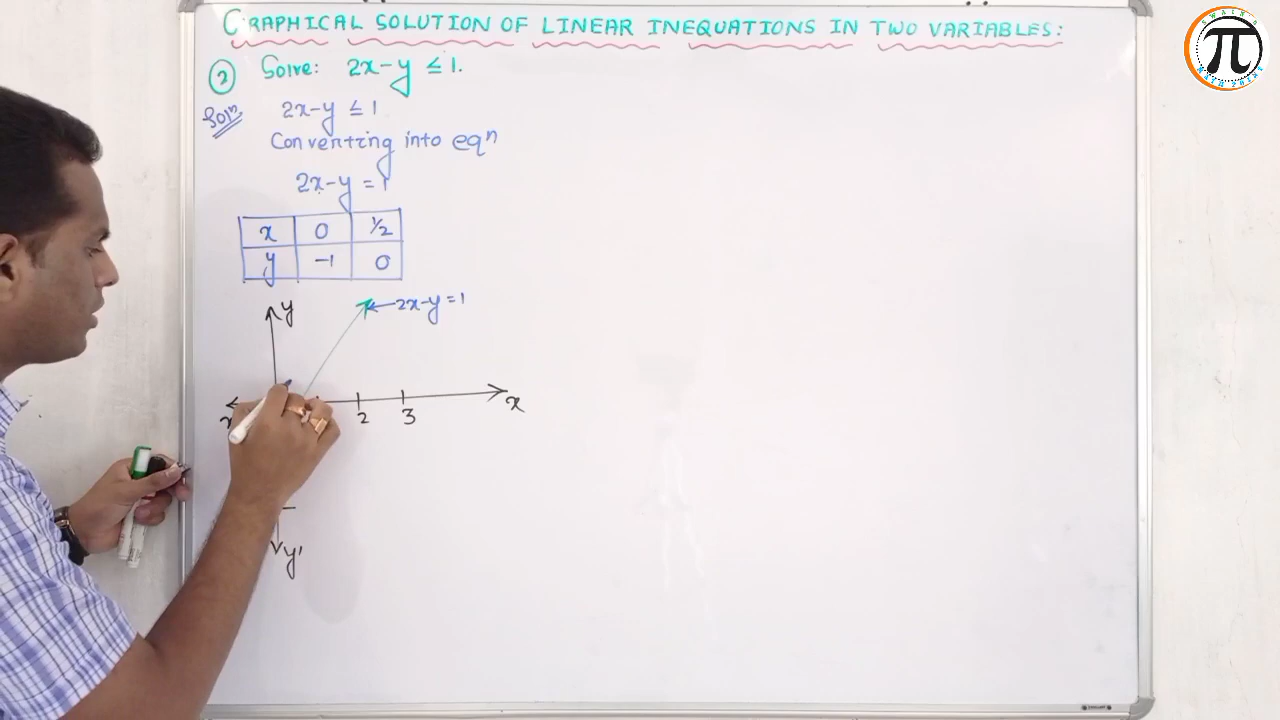 GRAPHICAL SOLUTION OF LINEAR INEQUATIONS IN TWO VARIABLES:
② Solve: 2x-y ≤ 1.
Solⁿ 2x-y ≤ 1
Converting into eqⁿ
2x-y = 1
x 0 1/2
y -1 0
y
2x-y = 1
2 3 x
y'
π